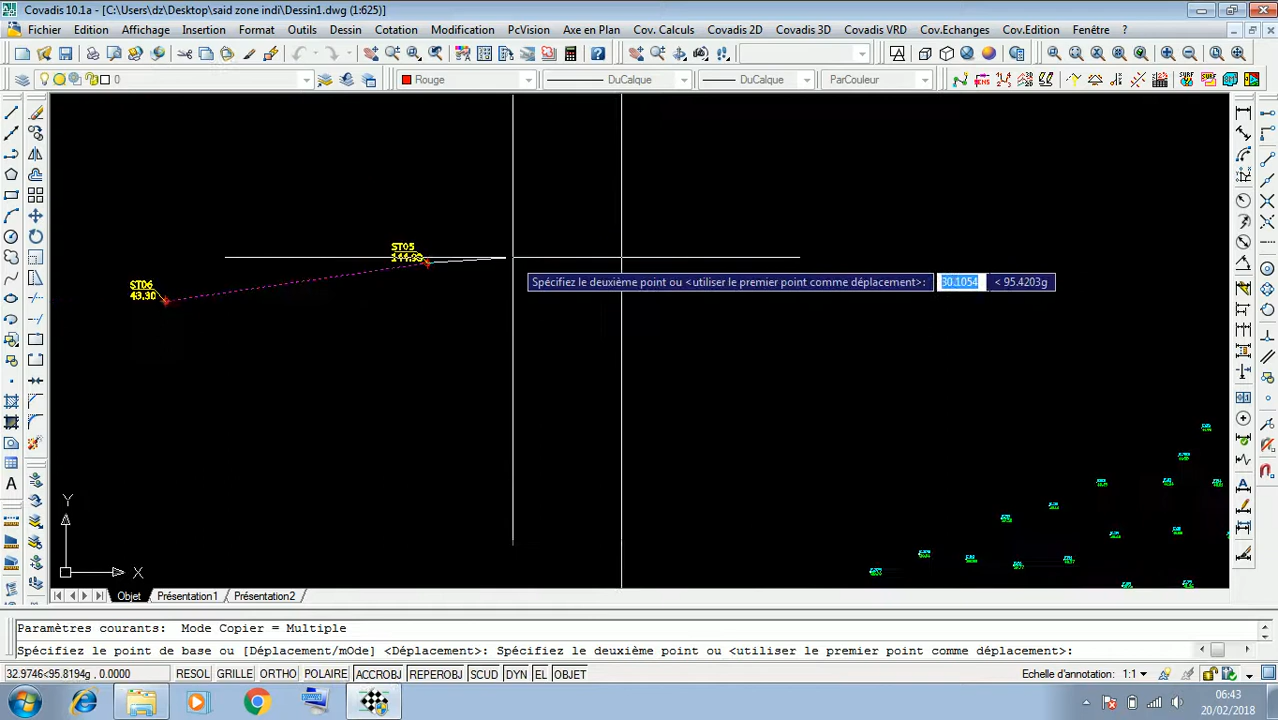 Covadis 10.1a - [C:\Users\dz\Desktop\said zone indi\Dessin1.dwg (1:625)]
Fichier Edition Affichage Insertion Format Outils Dessin Cotation Modification PcVision/En Cov. Calculs Covadis 2D Covadis 3D Covadis VRD Cov.Echanges Cov.Edition Fenêtre ?
0 Rouge DuCalque DuCalque ParCouleur
ST05
144.93
Spécifiez le deuxième point ou <utiliser le premier point comme déplacement>: 30.1054 < 95.4203g
ST06
43.30
Y
X
Objet Présentation1 Présentation2
Paramètres courants: Mode Copier = Multiple
Spécifiez le point de base ou [Déplacement/mOde] <Déplacement>: Spécifiez le deuxième point ou <utiliser le premier point comme déplacement>:
32.9746<95.8194g , 0.0000 RESOL GRILLE ORTHO POLAIRE ACCROBJ REPEROBJ SCUD DYN EL OBJET Echelle d'annotation: 1:1
06:43
20/02/2018